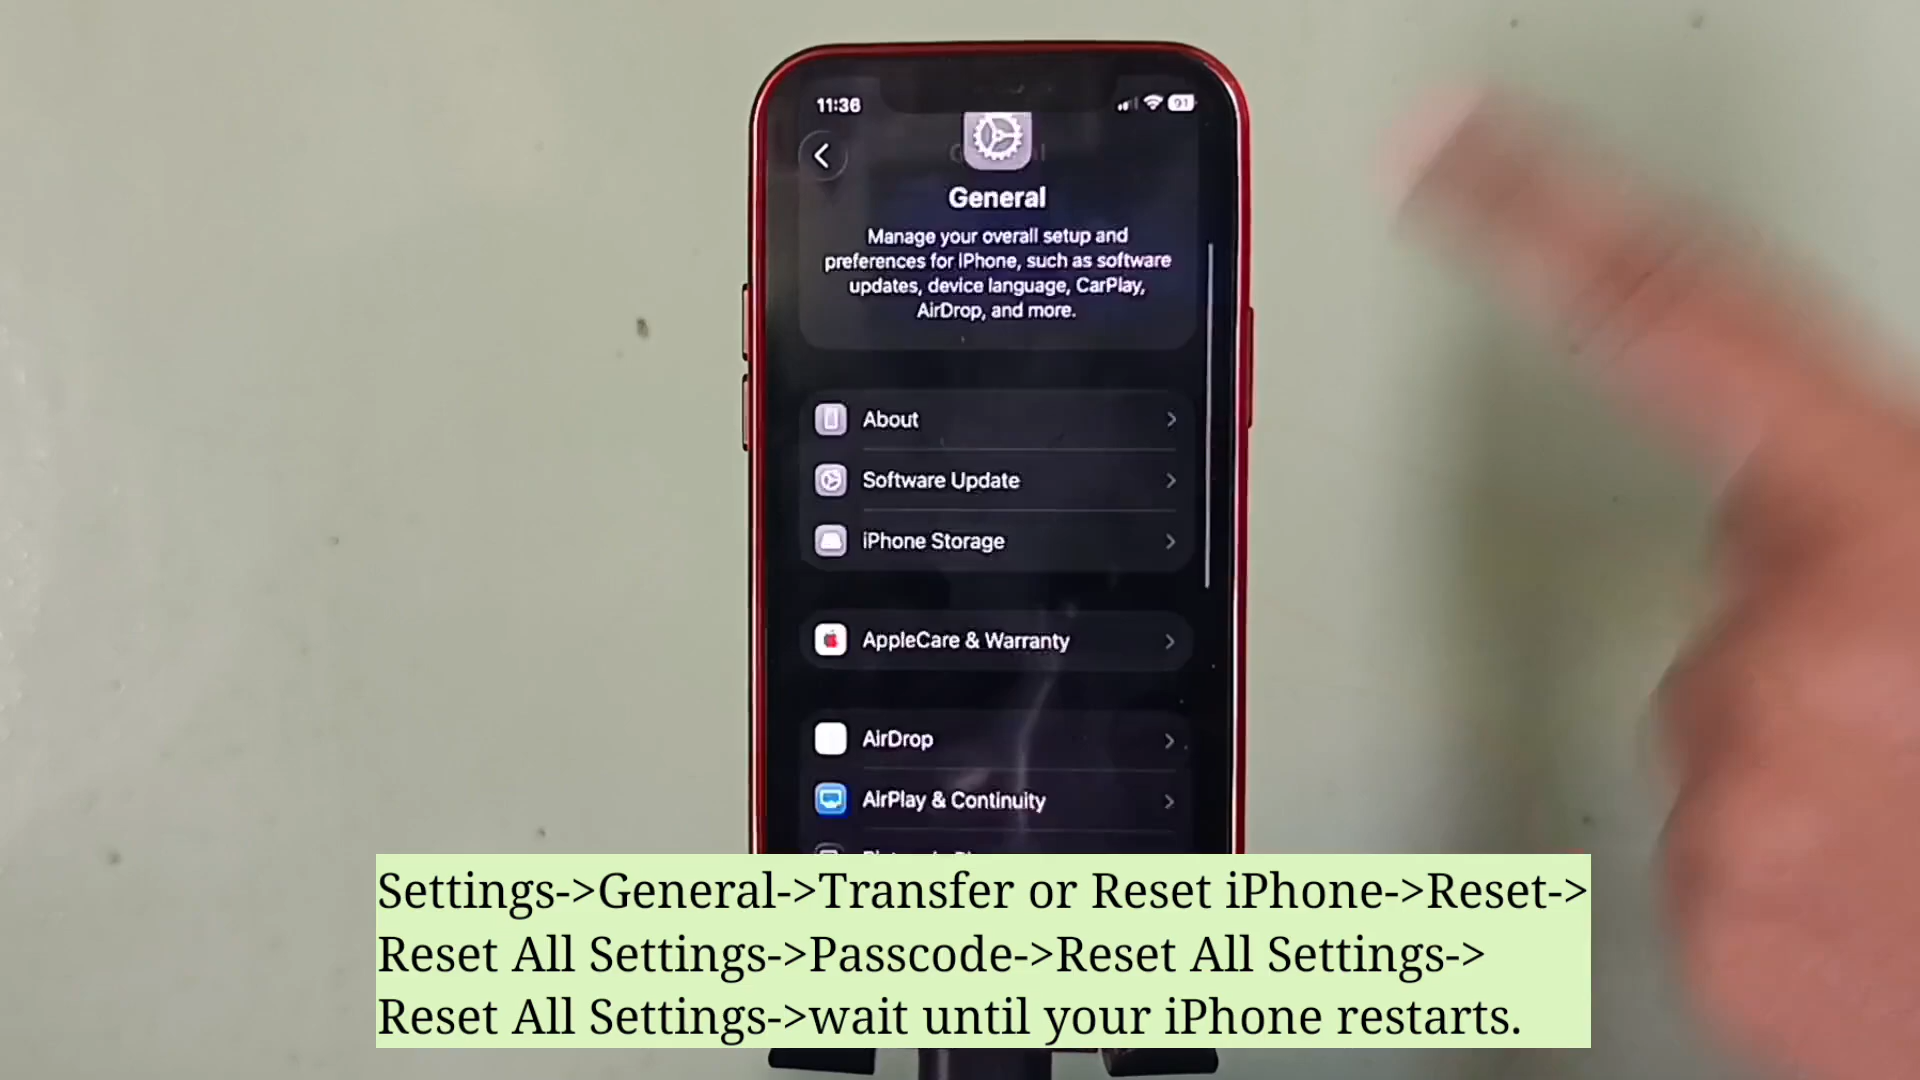 11:36
91
General
Manage your overall setup and
preferences for iPhone, such as software
updates, device language, CarPlay,
AirDrop, and more.
About
Software Update
iPhone Storage
AppleCare & Warranty
AirDrop
AirPlay & Continuity
Settings->General->Transfer or Reset iPhone->Reset->
Reset All Settings->Passcode->Reset All Settings->
Reset All Settings->wait until your iPhone restarts.